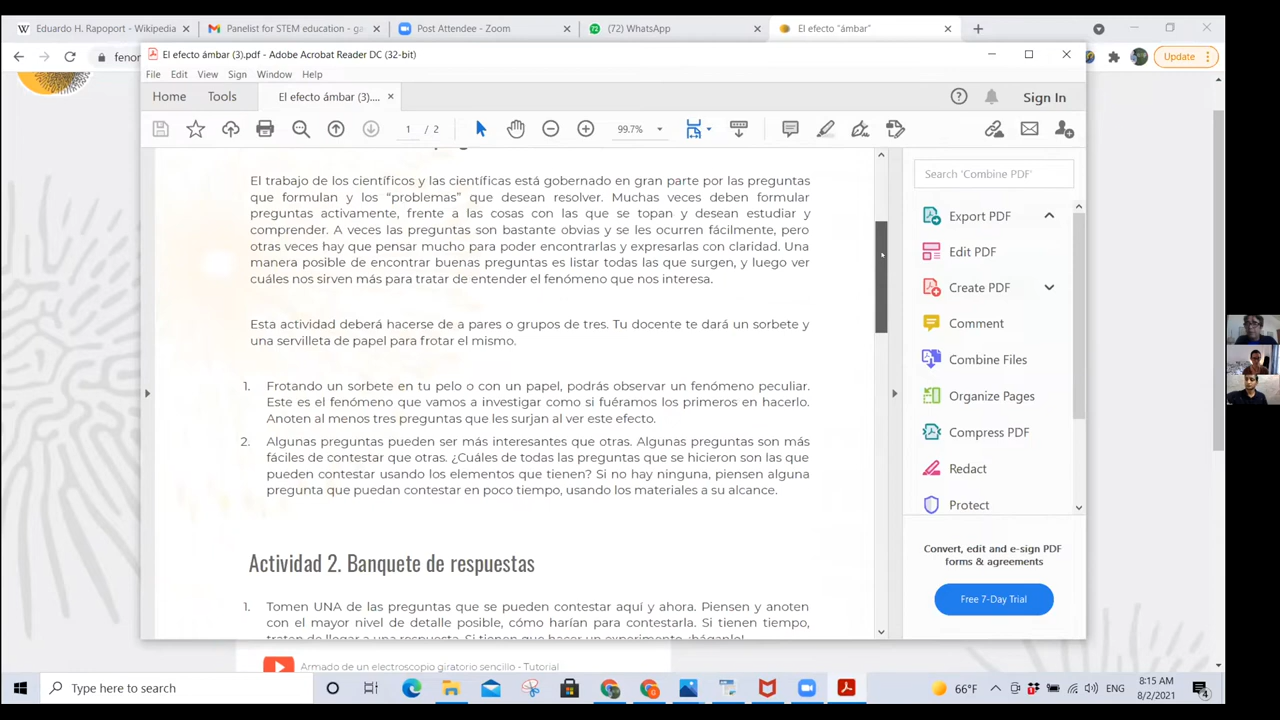 Eduardo H. Rapoport - Wikipedia
Panelist for STEM education - ga
Post Attendee - Zoom
(72) WhatsApp
El efecto "ámbar"
fenor
Update
El efecto ámbar (3).pdf - Adobe Acrobat Reader DC (32-bit)
File Edit View Sign Window Help
Home Tools El efecto ámbar (3).... Sign In
1 / 2 99.7%
El trabajo de los científicos y las científicas está gobernado en gran parte por las preguntas
que formulan y los “problemas” que desean resolver. Muchas veces deben formular
preguntas activamente, frente a las cosas con las que se topan y desean estudiar y
comprender. A veces las preguntas son bastante obvias y se les ocurren fácilmente, pero
otras veces hay que pensar mucho para poder encontrarlas y expresarlas con claridad. Una
manera posible de encontrar buenas preguntas es listar todas las que surgen, y luego ver
cuáles nos sirven más para tratar de entender el fenómeno que nos interesa.
Esta actividad deberá hacerse de a pares o grupos de tres. Tu docente te dará un sorbete y
una servilleta de papel para frotar el mismo.
1. Frotando un sorbete en tu pelo o con un papel, podrás observar un fenómeno peculiar.
Este es el fenómeno que vamos a investigar como si fuéramos los primeros en hacerlo.
Anoten al menos tres preguntas que les surjan al ver este efecto.
2. Algunas preguntas pueden ser más interesantes que otras. Algunas preguntas son más
fáciles de contestar que otras. ¿Cuáles de todas las preguntas que se hicieron son las que
pueden contestar usando los elementos que tienen? Si no hay ninguna, piensen alguna
pregunta que puedan contestar en poco tiempo, usando los materiales a su alcance.
Actividad 2. Banquete de respuestas
1. Tomen UNA de las preguntas que se pueden contestar aquí y ahora. Piensen y anoten
con el mayor nivel de detalle posible, cómo harían para contestarla. Si tienen tiempo,
traten de llegar a una respuesta. Si tienen que hacer un experimento, ¡háganlo!
Search 'Combine PDF'
Export PDF
Edit PDF
Create PDF
Comment
Combine Files
Organize Pages
Compress PDF
Redact
Protect
Convert, edit and e-sign PDF
forms & agreements
Free 7-Day Trial
Armado de un electroscopio giratorio sencillo - Tutorial
Type here to search
66°F
ENG
8:15 AM
8/2/2021
4